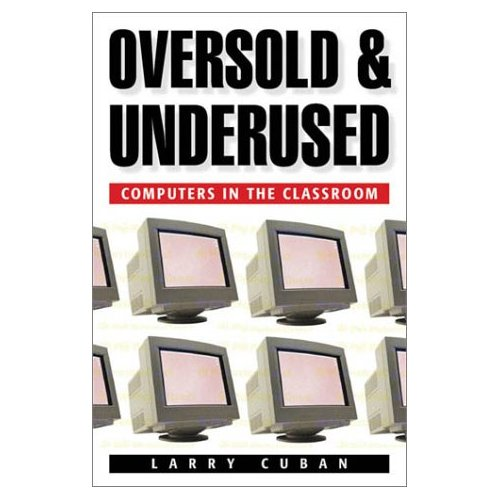 OVERSOLD &
UNDERUSED
COMPUTERS IN THE CLASSROOM
LARRY CUBAN